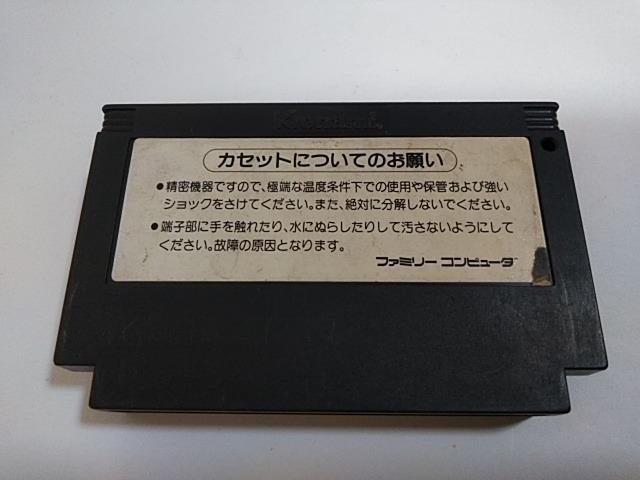 Konami
カセットについてのお願い
●精密機器ですので、極端な温度条件下での使用や保管および強い
ショックをさけてください。また、絶対に分解しないでください。
●端子部に手を触れたり、水にぬらしたりして汚さないようにして
ください。故障の原因となります。
ファミリーコンピュータ™